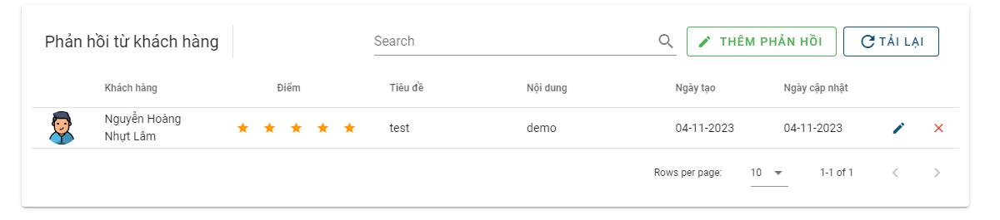 Phản hồi từ khách hàng
Search
THÊM PHẢN HỒI
TẢI LẠI
Khách hàng Điểm Tiêu đề Nội dung Ngày tạo Ngày cập nhật
Nguyễn Hoàng
Nhựt Lâm
test demo 04-11-2023 04-11-2023
Rows per page: 10 1-1 of 1